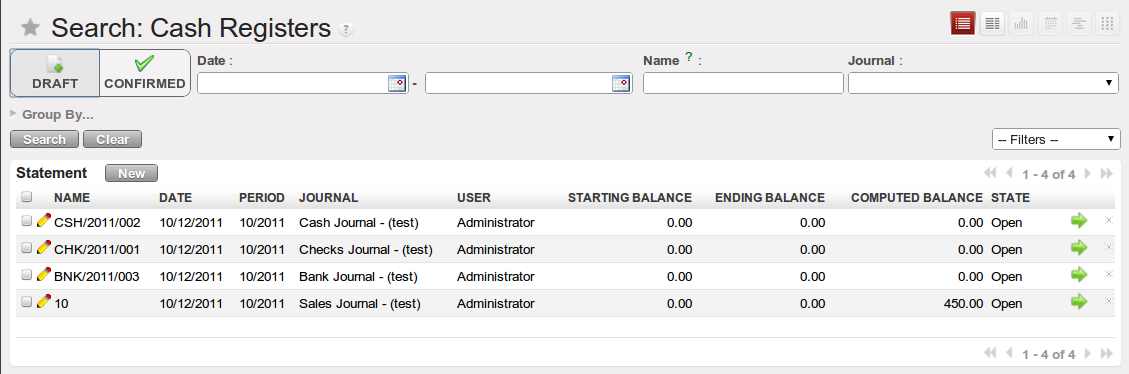 Search: Cash Registers ?
DRAFT CONFIRMED Date : - Name ? : Journal :
Group By...
Search Clear -- Filters --
Statement New 1 - 4 of 4
NAME DATE PERIOD JOURNAL USER STARTING BALANCE ENDING BALANCE COMPUTED BALANCE STATE
CSH/2011/002 10/12/2011 10/2011 Cash Journal - (test) Administrator 0.00 0.00 0.00 Open
CHK/2011/001 10/12/2011 10/2011 Checks Journal - (test) Administrator 0.00 0.00 0.00 Open
BNK/2011/003 10/12/2011 10/2011 Bank Journal - (test) Administrator 0.00 0.00 0.00 Open
10 10/12/2011 10/2011 Sales Journal - (test) Administrator 0.00 0.00 450.00 Open
1 - 4 of 4